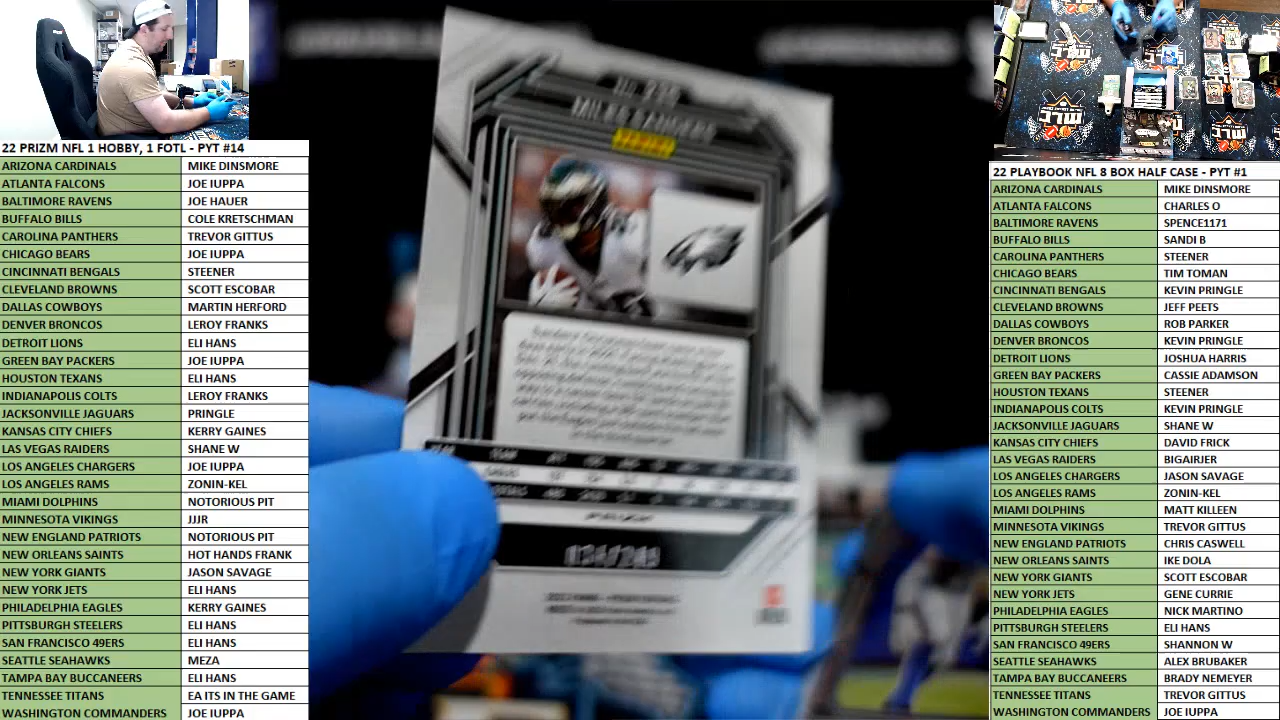 22 PRIZM NFL 1 HOBBY, 1 FOTL - PYT #14
ARIZONA CARDINALS MIKE DINSMORE
ATLANTA FALCONS JOE IUPPA
BALTIMORE RAVENS JOE HAUER
BUFFALO BILLS COLE KRETSCHMAN
CAROLINA PANTHERS TREVOR GITTUS
CHICAGO BEARS JOE IUPPA
CINCINNATI BENGALS STEENER
CLEVELAND BROWNS SCOTT ESCOBAR
DALLAS COWBOYS MARTIN HERFORD
DENVER BRONCOS LEROY FRANKS
DETROIT LIONS ELI HANS
GREEN BAY PACKERS JOE IUPPA
HOUSTON TEXANS ELI HANS
INDIANAPOLIS COLTS LEROY FRANKS
JACKSONVILLE JAGUARS PRINGLE
KANSAS CITY CHIEFS KERRY GAINES
LAS VEGAS RAIDERS SHANE W
LOS ANGELES CHARGERS JOE IUPPA
LOS ANGELES RAMS ZONIN-KEL
MIAMI DOLPHINS NOTORIOUS PIT
MINNESOTA VIKINGS JJJR
NEW ENGLAND PATRIOTS NOTORIOUS PIT
NEW ORLEANS SAINTS HOT HANDS FRANK
NEW YORK GIANTS JASON SAVAGE
NEW YORK JETS ELI HANS
PHILADELPHIA EAGLES KERRY GAINES
PITTSBURGH STEELERS ELI HANS
SAN FRANCISCO 49ERS ELI HANS
SEATTLE SEAHAWKS MEZA
TAMPA BAY BUCCANEERS ELI HANS
TENNESSEE TITANS EA ITS IN THE GAME
WASHINGTON COMMANDERS JOE IUPPA
MILES SANDERS
MLC
MLC
22 PLAYBOOK NFL 8 BOX HALF CASE - PYT #1
ARIZONA CARDINALS MIKE DINSMORE
ATLANTA FALCONS CHARLES O
BALTIMORE RAVENS SPENCE1171
BUFFALO BILLS SANDI B
CAROLINA PANTHERS STEENER
CHICAGO BEARS TIM TOMAN
CINCINNATI BENGALS KEVIN PRINGLE
CLEVELAND BROWNS JEFF PEETS
DALLAS COWBOYS ROB PARKER
DENVER BRONCOS KEVIN PRINGLE
DETROIT LIONS JOSHUA HARRIS
GREEN BAY PACKERS CASSIE ADAMSON
HOUSTON TEXANS STEENER
INDIANAPOLIS COLTS KEVIN PRINGLE
JACKSONVILLE JAGUARS SHANE W
KANSAS CITY CHIEFS DAVID FRICK
LAS VEGAS RAIDERS BIGAIRJER
LOS ANGELES CHARGERS JASON SAVAGE
LOS ANGELES RAMS ZONIN-KEL
MIAMI DOLPHINS MATT KILLEEN
MINNESOTA VIKINGS TREVOR GITTUS
NEW ENGLAND PATRIOTS CHRIS CASWELL
NEW ORLEANS SAINTS IKE DOLA
NEW YORK GIANTS SCOTT ESCOBAR
NEW YORK JETS GENE CURRIE
PHILADELPHIA EAGLES NICK MARTINO
PITTSBURGH STEELERS ELI HANS
SAN FRANCISCO 49ERS SHANNON W
SEATTLE SEAHAWKS ALEX BRUBAKER
TAMPA BAY BUCCANEERS BRADY NEMEYER
TENNESSEE TITANS TREVOR GITTUS
WASHINGTON COMMANDERS JOE IUPPA